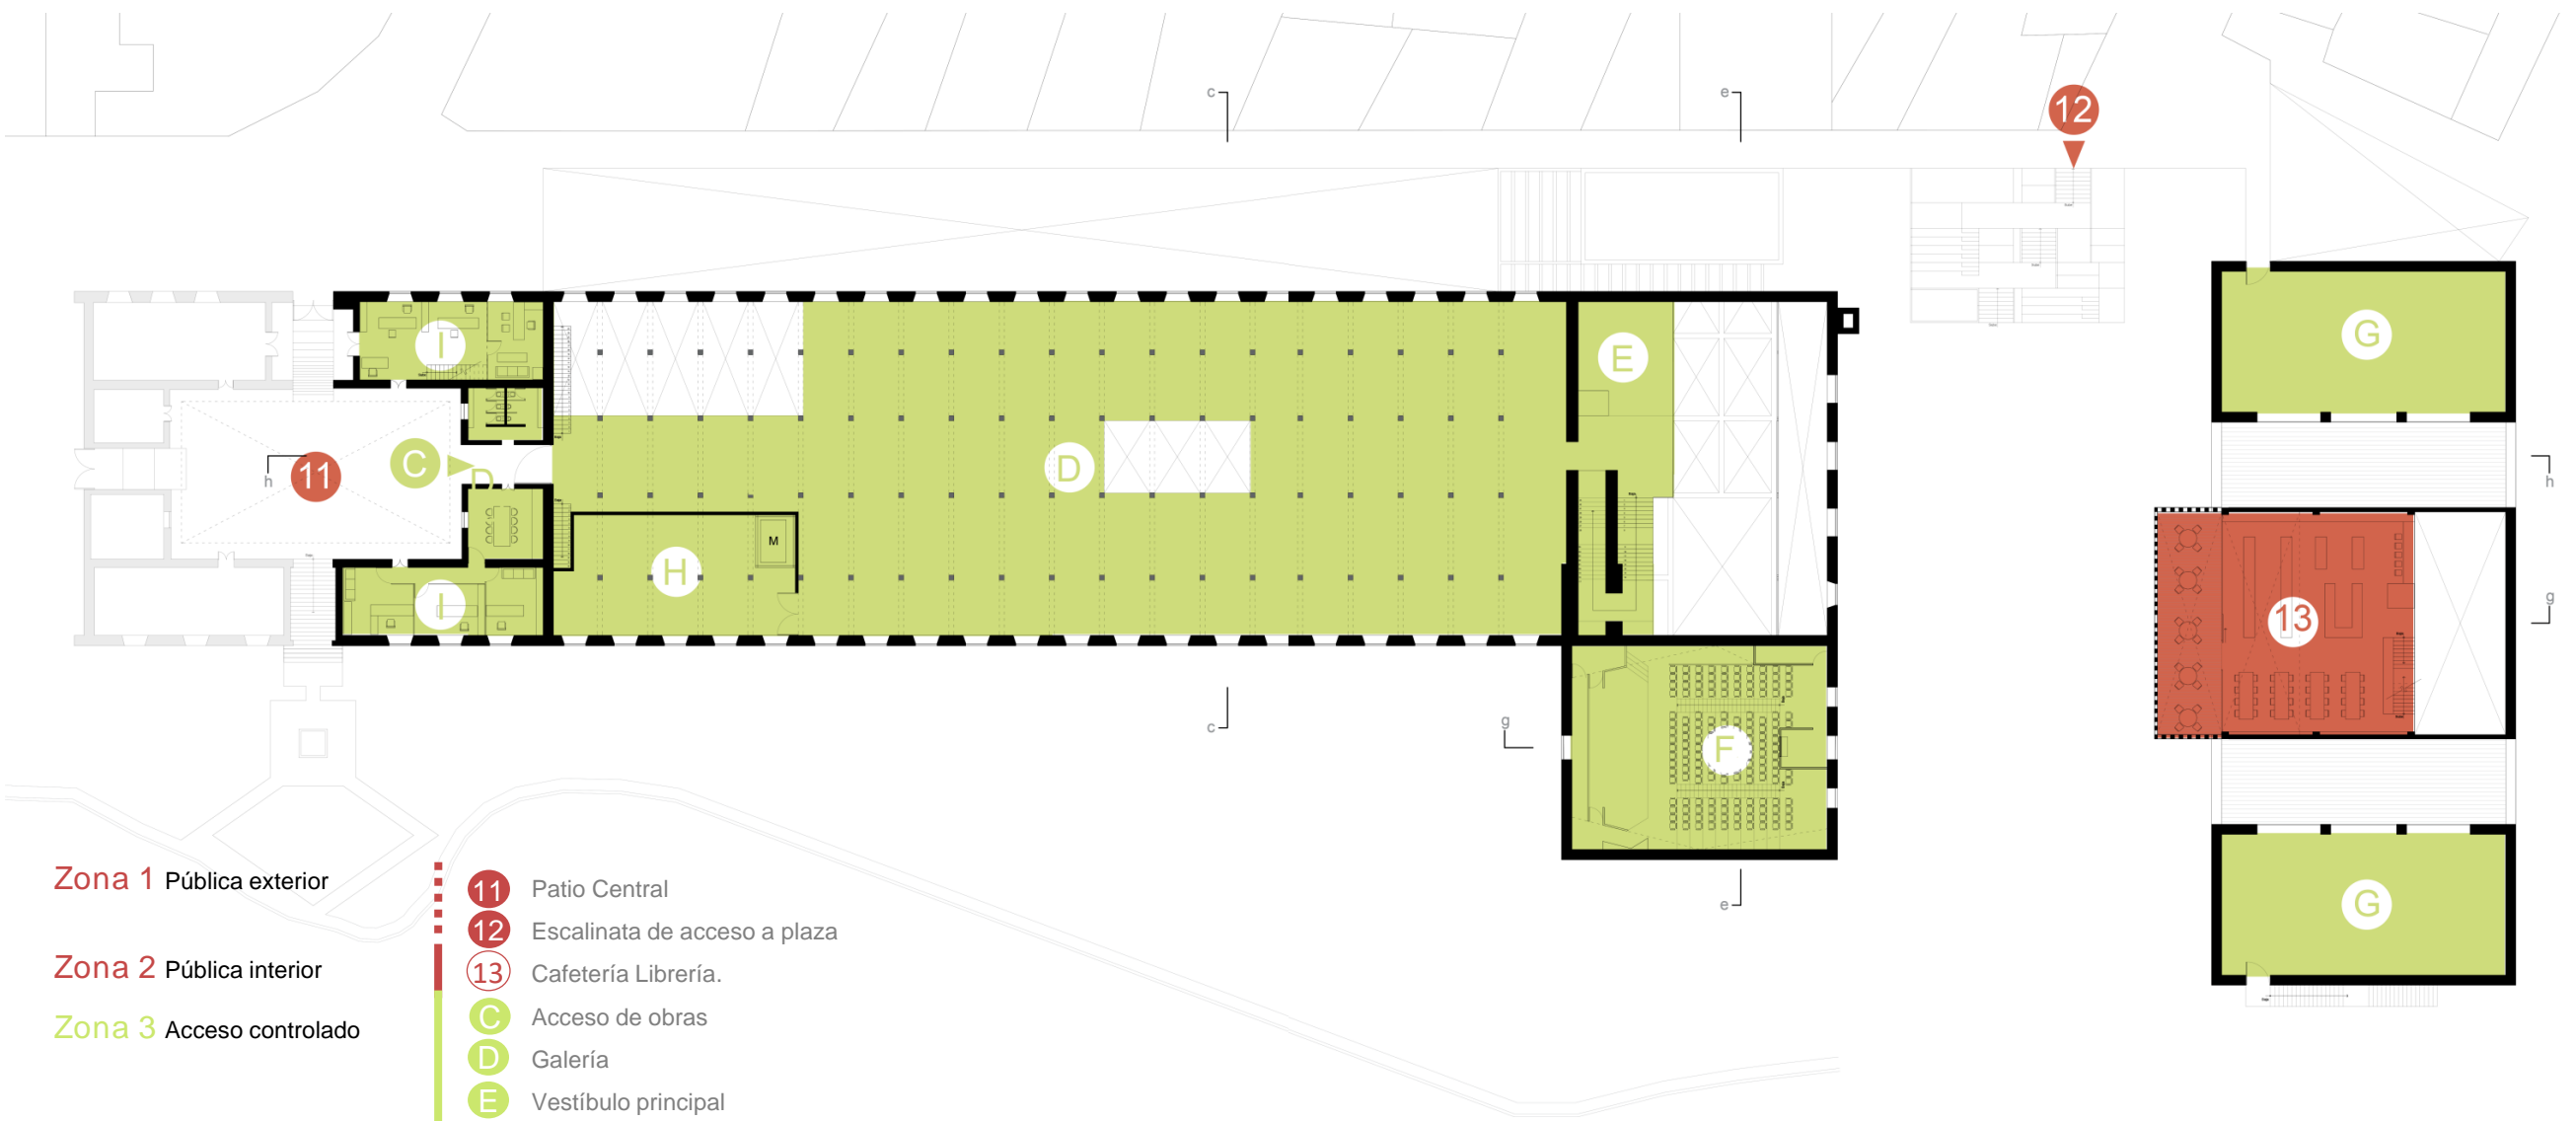 c
e
12
I
E
G
C
11
h
D
D
h
M
H
I
g
13
c
g
F
G
e
Zona 1 Pública exterior
Zona 2 Pública interior
Zona 3 Acceso controlado
11 Patio Central
12 Escalinata de acceso a plaza
13 Cafetería Librería.
C Acceso de obras
D Galería
E Vestíbulo principal